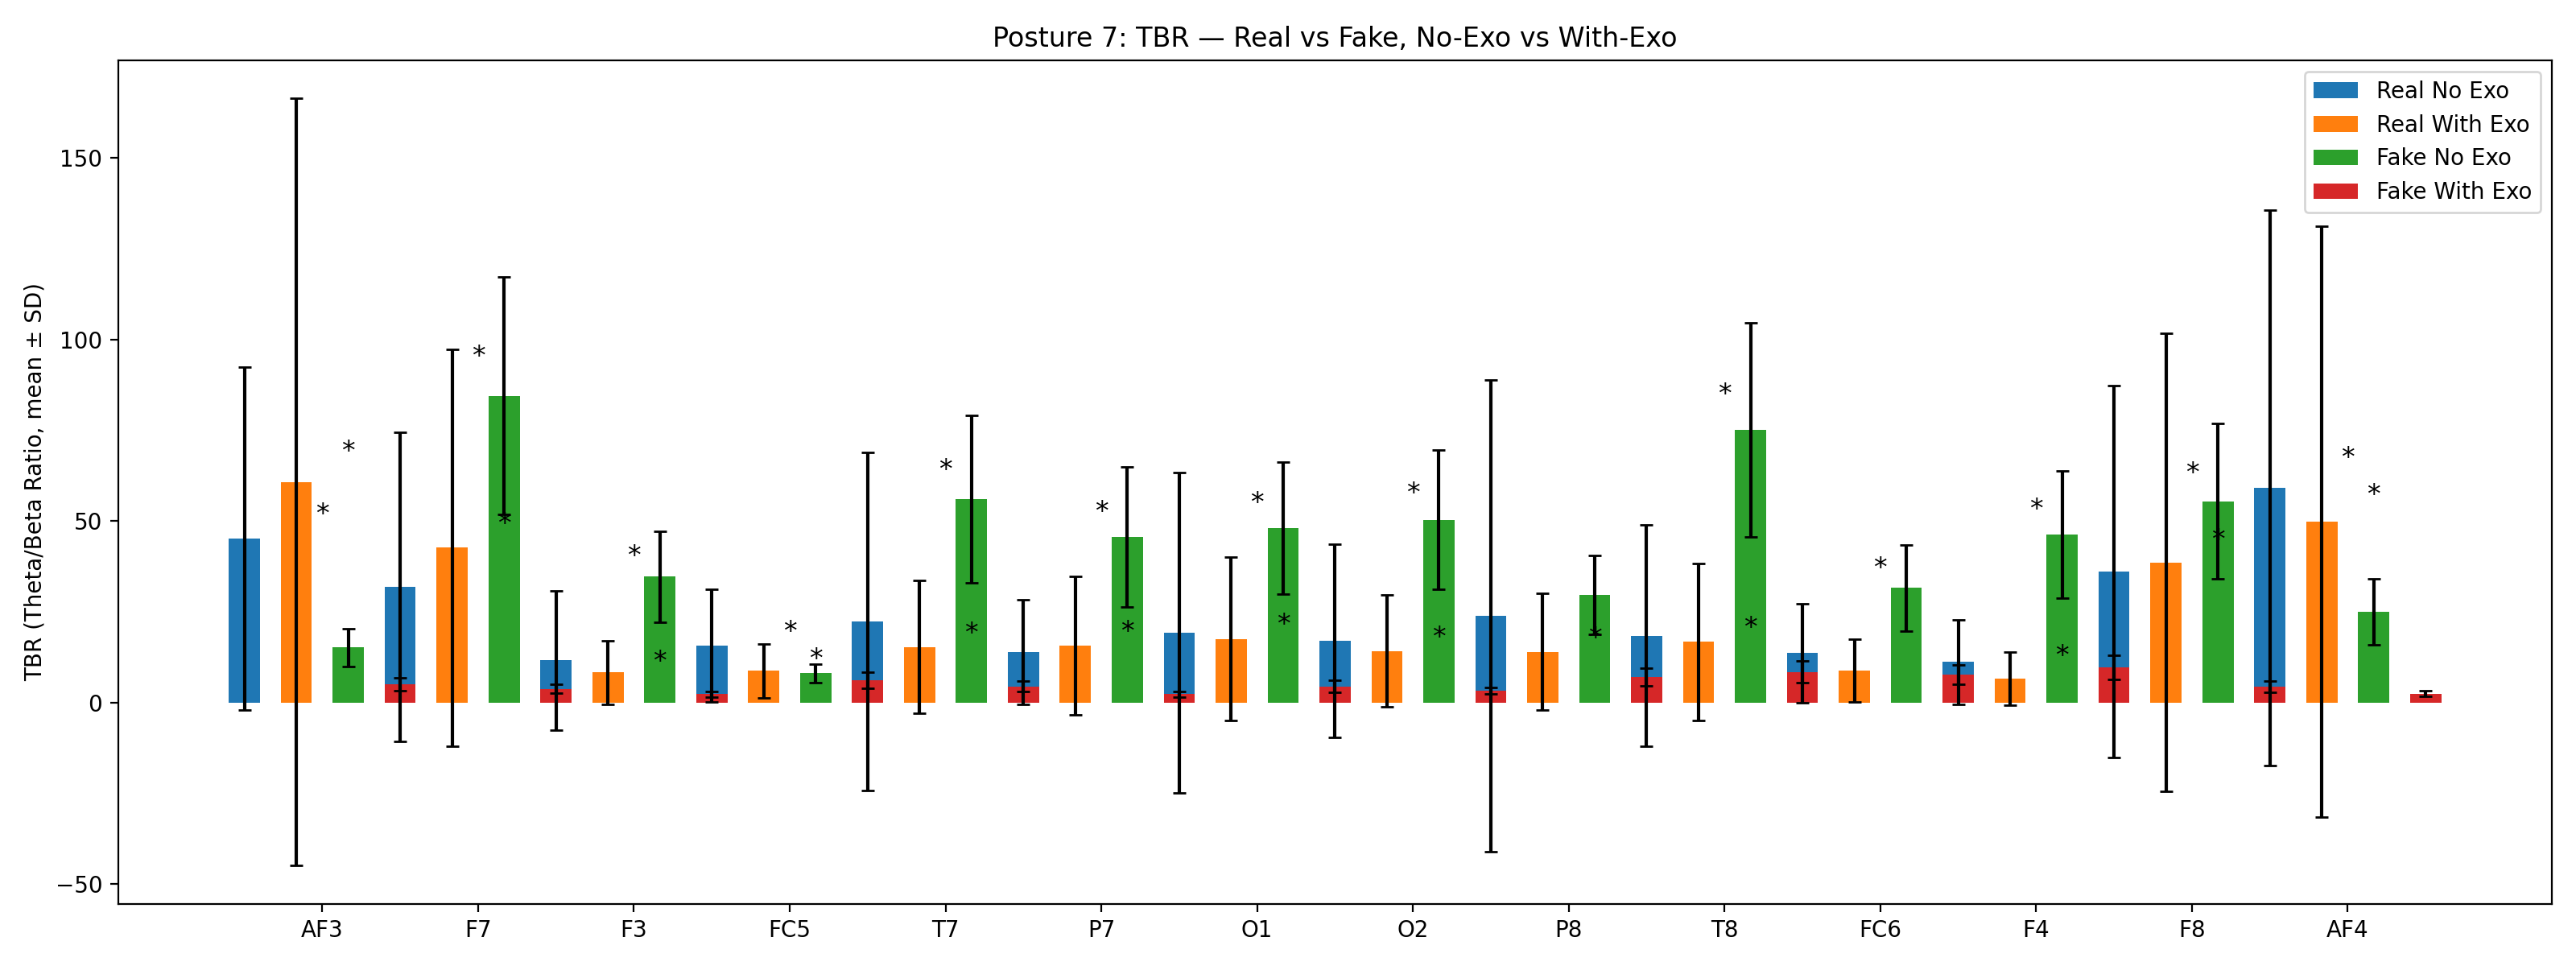 Posture 7: TBR — Real vs Fake, No-Exo vs With-Exo
Real No Exo
Real With Exo
Fake No Exo
Fake With Exo
TBR (Theta/Beta Ratio, mean ± SD)
150
100
50
0
−50
* * * * * * * * * * * * * * * * * * * * * * * * * *
AF3 F7 F3 FC5 T7 P7 O1 O2 P8 T8 FC6 F4 F8 AF4